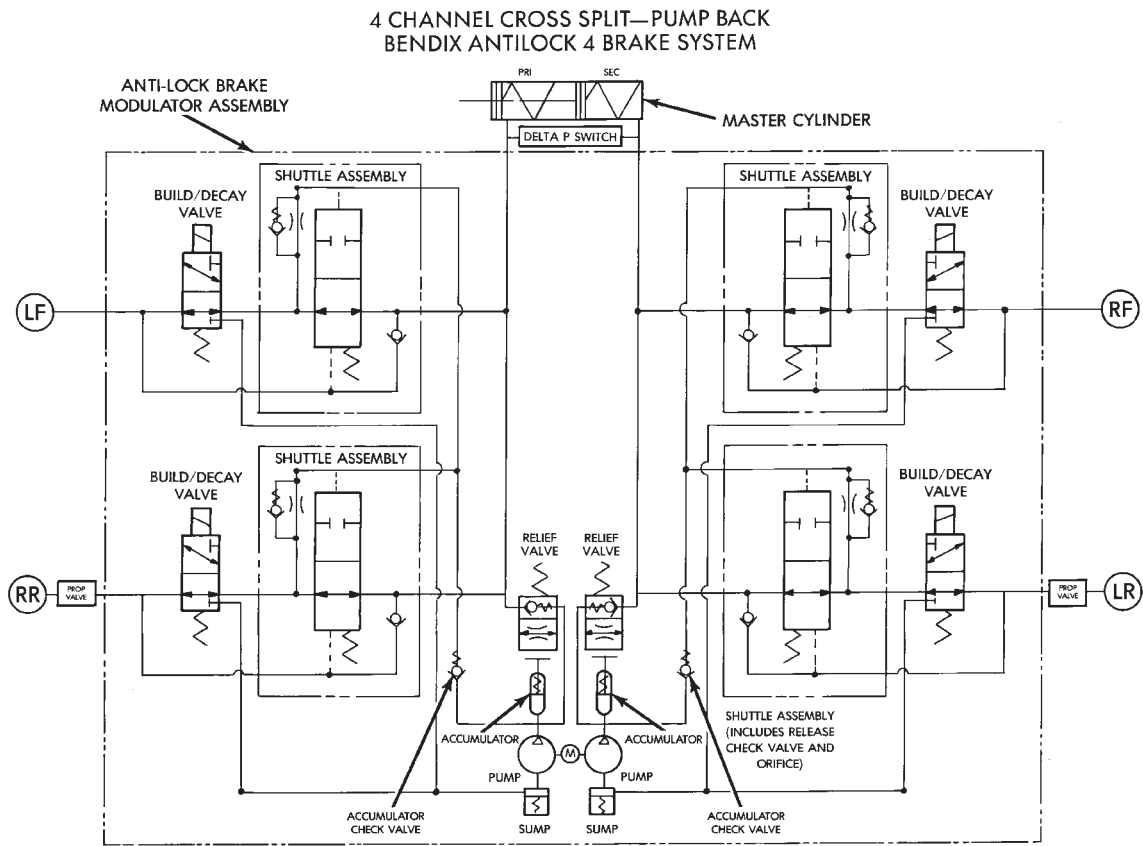 4 CHANNEL CROSS SPLIT—PUMP BACK
BENDIX ANTILOCK 4 BRAKE SYSTEM
PRI
SEC
ANTI-LOCK BRAKE
MODULATOR ASSEMBLY
MASTER CYLINDER
DELTA P SWITCH
SHUTTLE ASSEMBLY
SHUTTLE ASSEMBLY
BUILD/DECAY
VALVE
BUILD/DECAY
VALVE
LF
RF
SHUTTLE ASSEMBLY
BUILD/DECAY
VALVE
BUILD/DECAY
VALVE
RELIEF
VALVE
RELIEF
VALVE
RR
PROP
VALVE
PROP
VALVE
LR
ACCUMULATOR
ACCUMULATOR
SHUTTLE ASSEMBLY
(INCLUDES RELEASE
CHECK VALVE AND
ORIFICE)
M
PUMP
PUMP
ACCUMULATOR
CHECK VALVE
SUMP
SUMP
ACCUMULATOR
CHECK VALVE